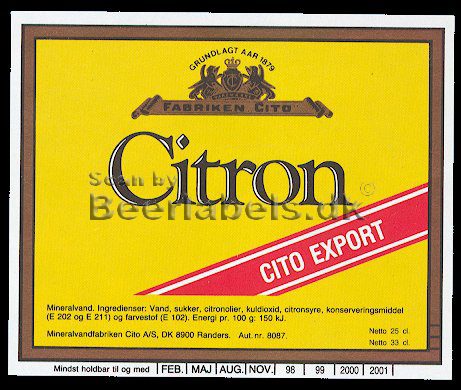 GRUNDLAGT AAR 1879
FABRIKEN CITO
Citron
Scan by
Beerlabels.dk ©
CITO EXPORT
Mineralvand. Ingredienser: Vand, sukker, citronolier, kuldioxid, citronsyre, konserveringsmiddel
(E 202 og E 211) og farvestof (E 102). Energi pr. 100 g: 150 kJ.
Mineralvandfabriken Cito A/S, DK 8900 Randers. Aut. nr. 8087.
Netto 25 cl.
Netto 33 cl.
Mindst holdbar til og med FEB. MAJ AUG. NOV. 98 99 2000 2001